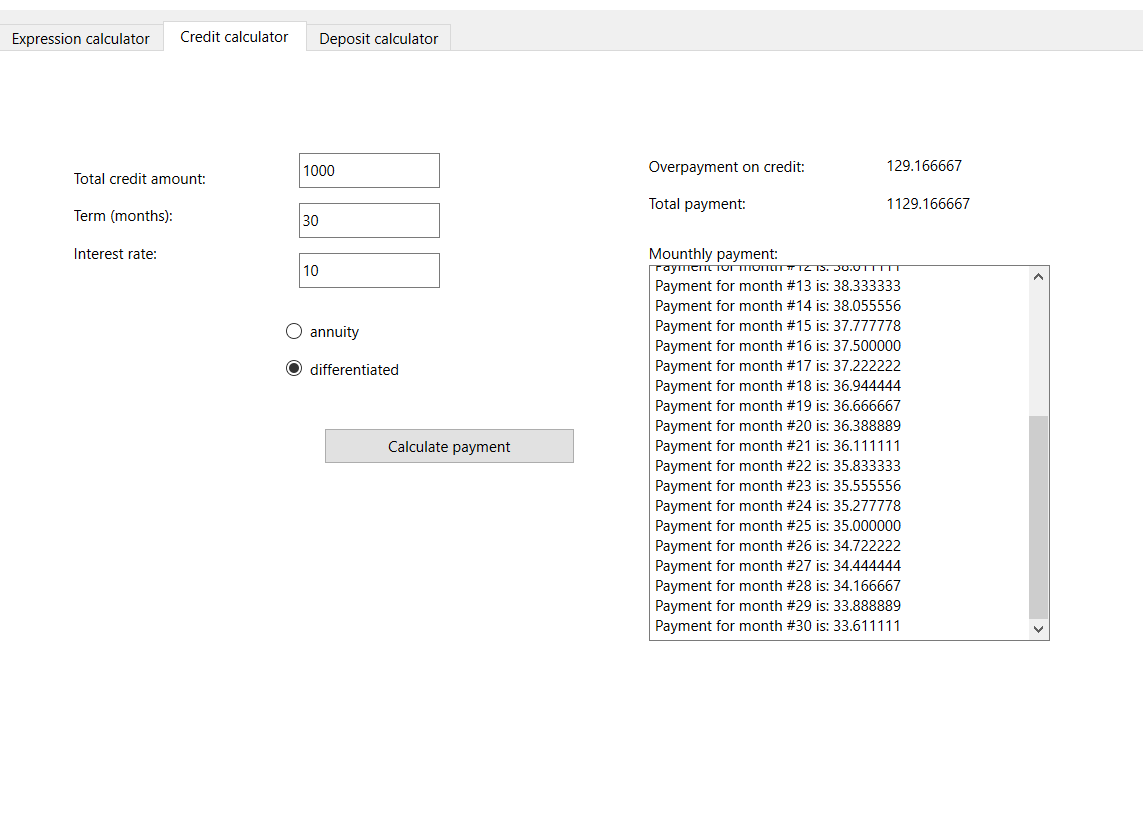 Expression calculator
Credit calculator
Deposit calculator
Total credit amount:
1000
Term (months):
30
Interest rate:
10
annuity
differentiated
Calculate payment
Overpayment on credit:
129.166667
Total payment:
1129.166667
Mounthly payment:
Payment for month #12 is: 38.611111
Payment for month #13 is: 38.333333
Payment for month #14 is: 38.055556
Payment for month #15 is: 37.777778
Payment for month #16 is: 37.500000
Payment for month #17 is: 37.222222
Payment for month #18 is: 36.944444
Payment for month #19 is: 36.666667
Payment for month #20 is: 36.388889
Payment for month #21 is: 36.111111
Payment for month #22 is: 35.833333
Payment for month #23 is: 35.555556
Payment for month #24 is: 35.277778
Payment for month #25 is: 35.000000
Payment for month #26 is: 34.722222
Payment for month #27 is: 34.444444
Payment for month #28 is: 34.166667
Payment for month #29 is: 33.888889
Payment for month #30 is: 33.611111